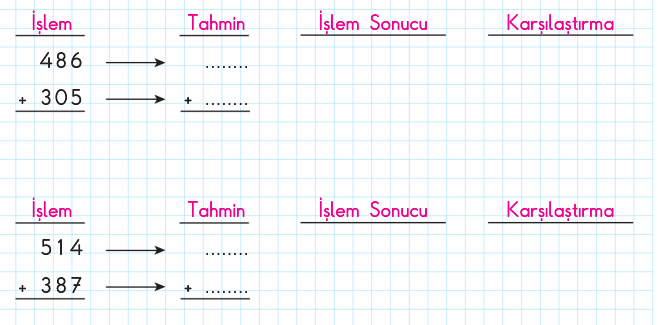 İşlem Tahmin İşlem Sonucu Karşılaştırma
486 ........
+ 305 + ........
İşlem Tahmin İşlem Sonucu Karşılaştırma
514 ........
+ 387 + ........